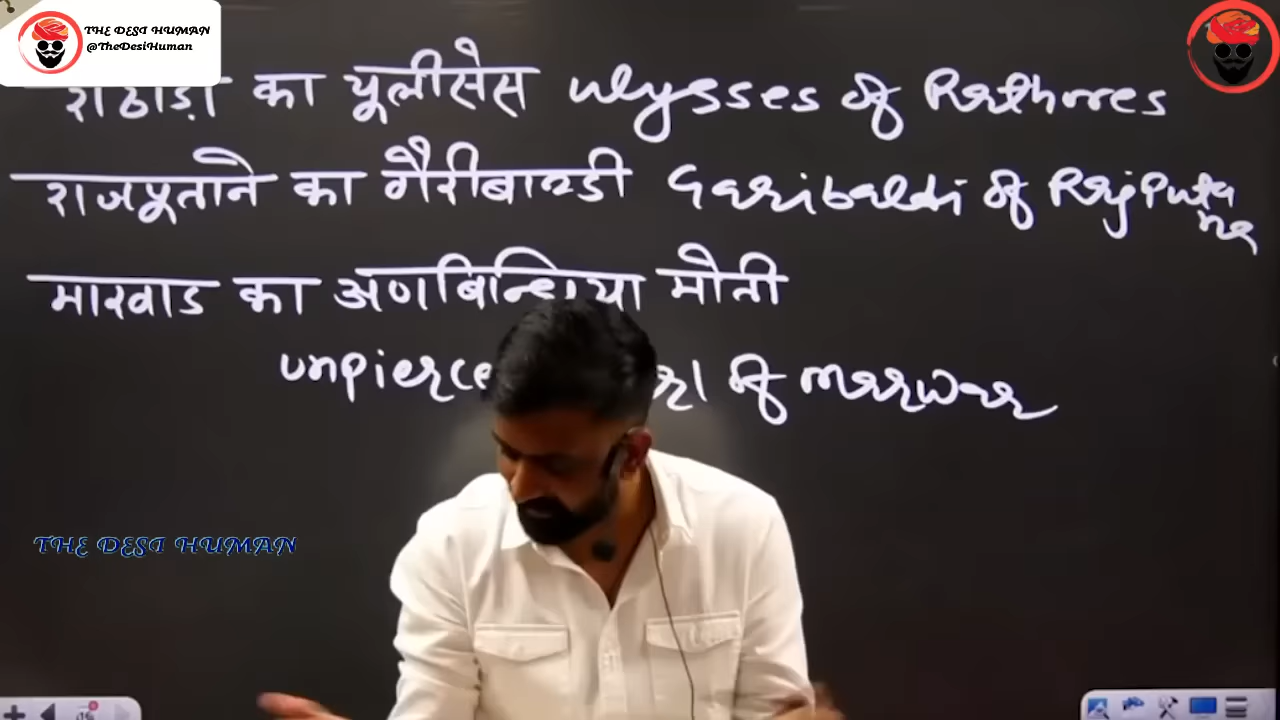 THE DESI HUMAN
@TheDesiHuman
राठौड़ों का यूलीसैस Ulysses of Rathores
राजपूताने का गैरीबाल्डी Garibaldi of Rajputana
मारवाड का अणबिन्धिया मोती
of marwar
THE DESI HUMAN